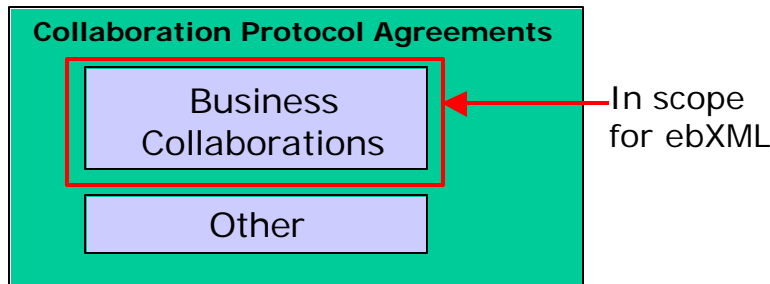 Collaboration Protocol Agreements
Business
Collaborations
In scope
for ebXML
Other